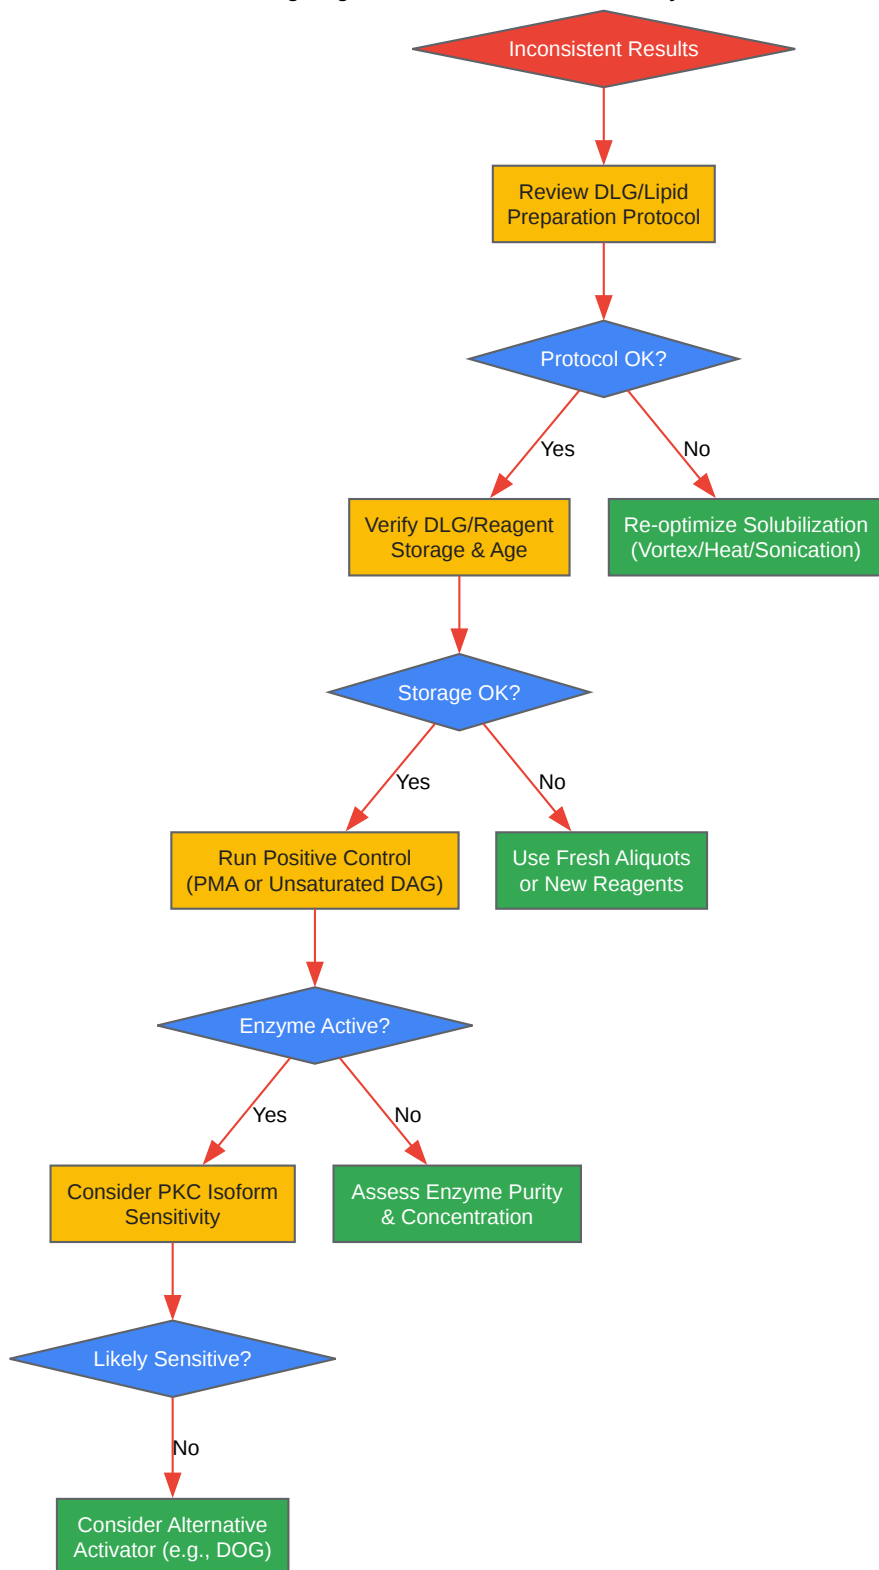 Inconsistent Results
Review DLG/Lipid
Preparation Protocol
Protocol OK?
Yes
No
Verify DLG/Reagent
Storage & Age
Re-optimize Solubilization
(Vortex/Heat/Sonication)
Storage OK?
Yes
No
Run Positive Control
(PMA or Unsaturated DAG)
Use Fresh Aliquots
or New Reagents
Enzyme Active?
Yes
No
Consider PKC Isoform
Sensitivity
Assess Enzyme Purity
& Concentration
Likely Sensitive?
No
Consider Alternative
Activator (e.g., DOG)